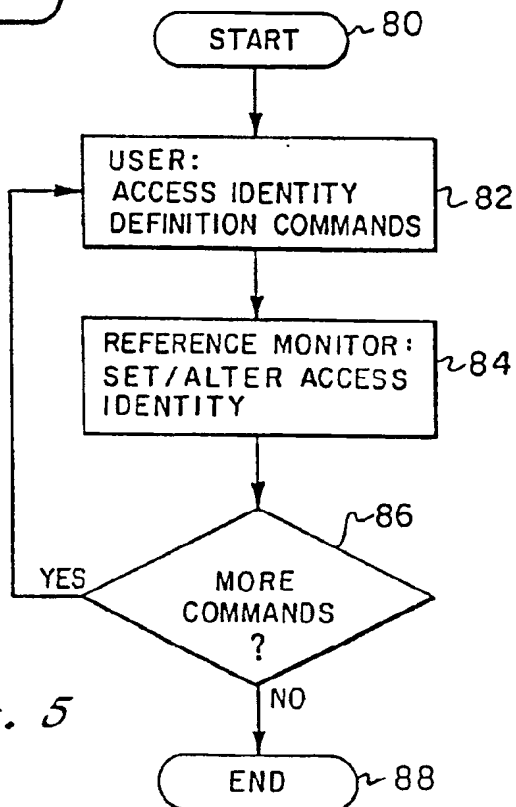 START
80
USER:
ACCESS IDENTITY
DEFINITION COMMANDS
82
REFERENCE MONITOR:
SET/ALTER ACCESS
IDENTITY
84
86
YES
MORE
COMMANDS
?
NO
. 5
END
88